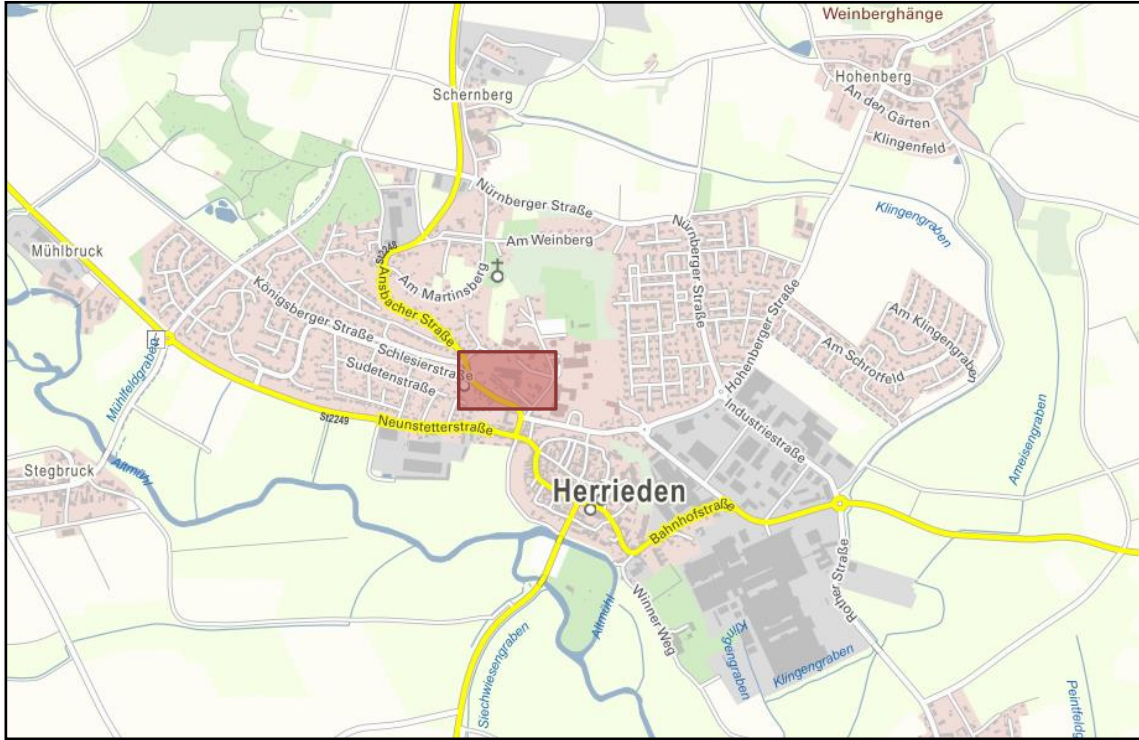 Weinberghänge
Hohenberg
Schernberg
An den Gärten
Klingenfeld
Nürnberger Straße
Klingengraben
Am Weinberg
Nürnberger Straße
Mühlbruck
St2248
Am Martinsberg
Ansbacher Straße
Königsberger Straße
Schlesierstraße
Sudetenstraße
Hohenberger Straße
Am Klingengraben
Am Schrotfeld
Mühlfeldgraben
St2249
Neunstetterstraße
Industriestraße
Ameisengraben
Stegbruck
Altmühl
Herrieden
Bahnhofstraße
Rother Straße
Winner Weg
Altmühl
Siechwiesengraben
Klingengraben
Klingengraben
Peintfeldg